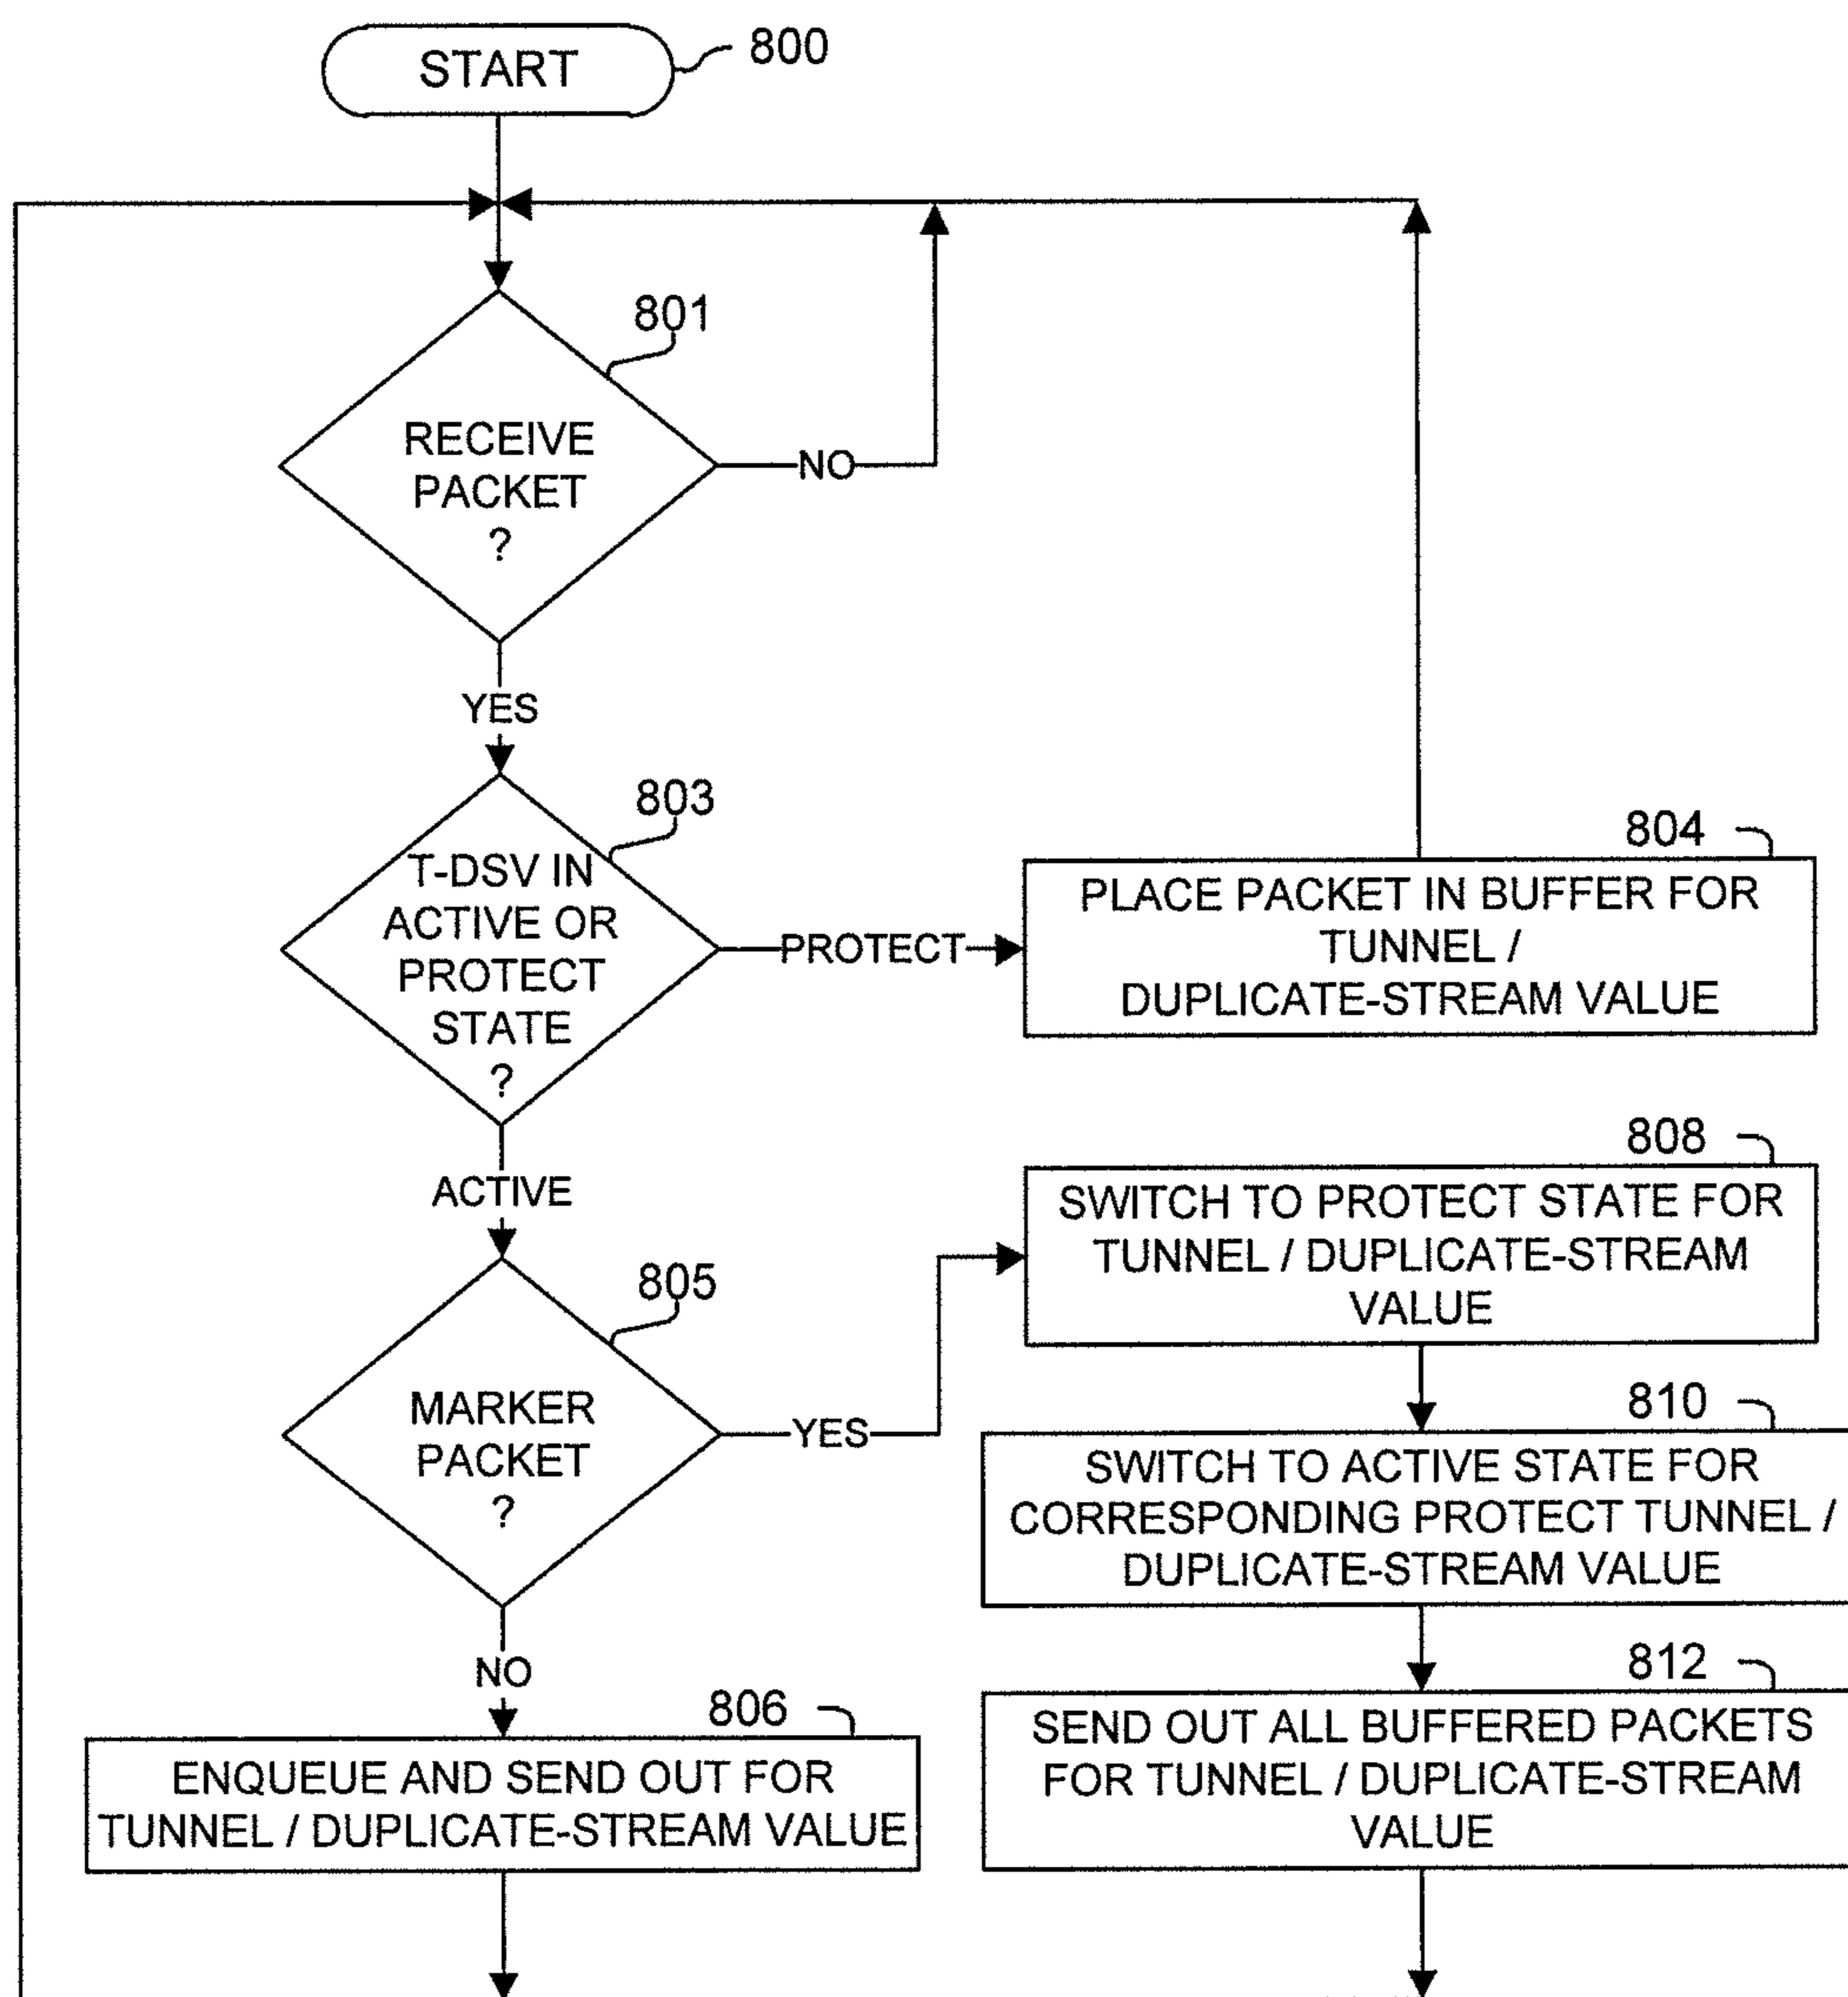 START
800
801
RECEIVE
PACKET
?
NO
YES
803
T-DSV IN
ACTIVE OR
PROTECT
STATE
?
PROTECT
804
PLACE PACKET IN BUFFER FOR
TUNNEL /
DUPLICATE-STREAM VALUE
ACTIVE
805
MARKER
PACKET
?
YES
808
SWITCH TO PROTECT STATE FOR
TUNNEL / DUPLICATE-STREAM
VALUE
810
SWITCH TO ACTIVE STATE FOR
CORRESPONDING PROTECT TUNNEL /
DUPLICATE-STREAM VALUE
NO
806
ENQUEUE AND SEND OUT FOR
TUNNEL / DUPLICATE-STREAM VALUE
812
SEND OUT ALL BUFFERED PACKETS
FOR TUNNEL / DUPLICATE-STREAM
VALUE